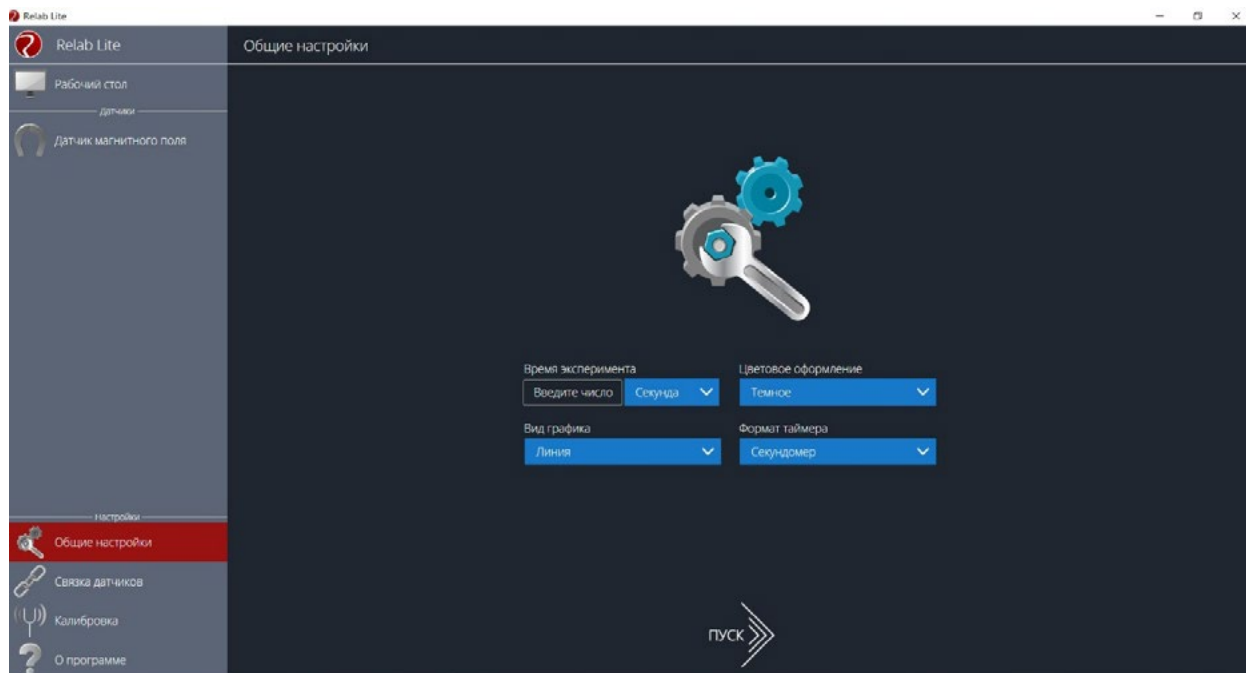 Relab Lite
Relab Lite
Общие настройки
Рабочий стол
Датчики
Датчик магнитного поля
Время эксперимента
Цветовое оформление
Введите число
Секунда
Темное
Вид графика
Формат таймера
Линия
Секундомер
Настройки
Общие настройки
Связка датчиков
Калибровка
О программе
ПУСК